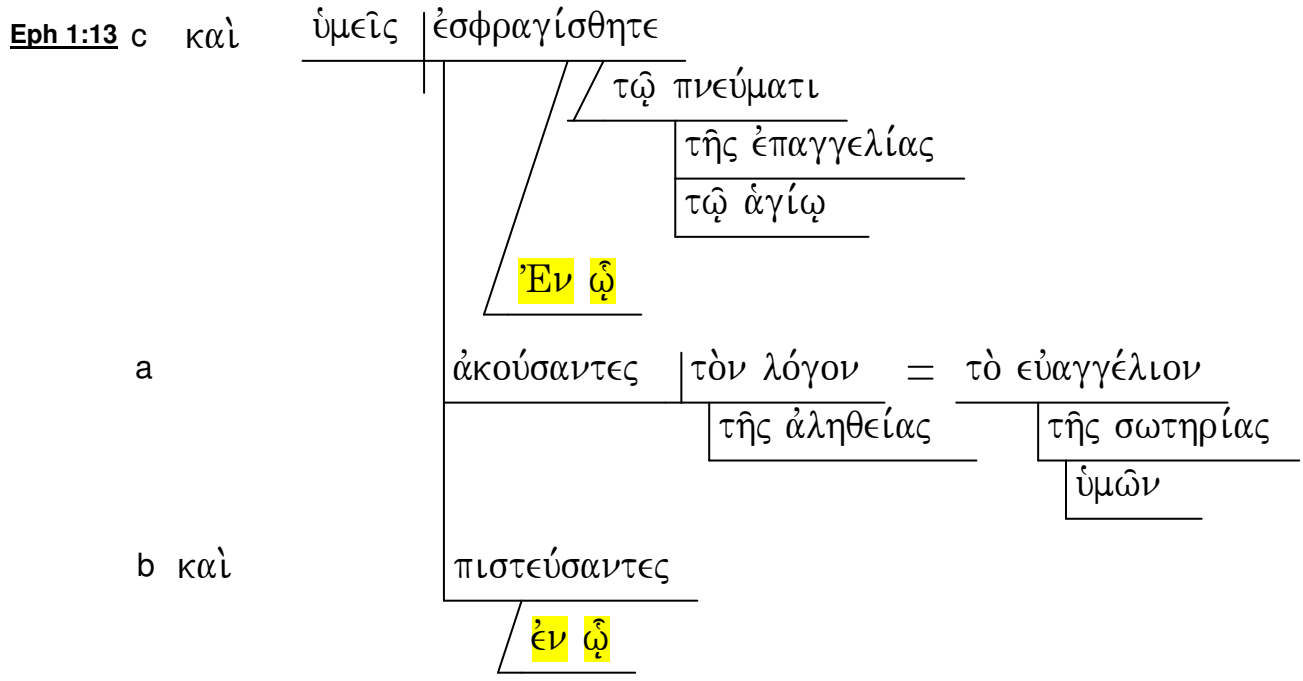 Eph 1:13 c καὶ ὑμεῖς ἐσφραγίσθητε
τῷ πνεύματι
τῆς ἐπαγγελίας
τῷ ἁγίῳ
Ἐν ᾧ
a ἀκούσαντες τὸν λόγον = τὸ εὐαγγέλιον
τῆς ἀληθείας τῆς σωτηρίας
ὑμῶν
b καὶ πιστεύσαντες
ἐν ᾧ